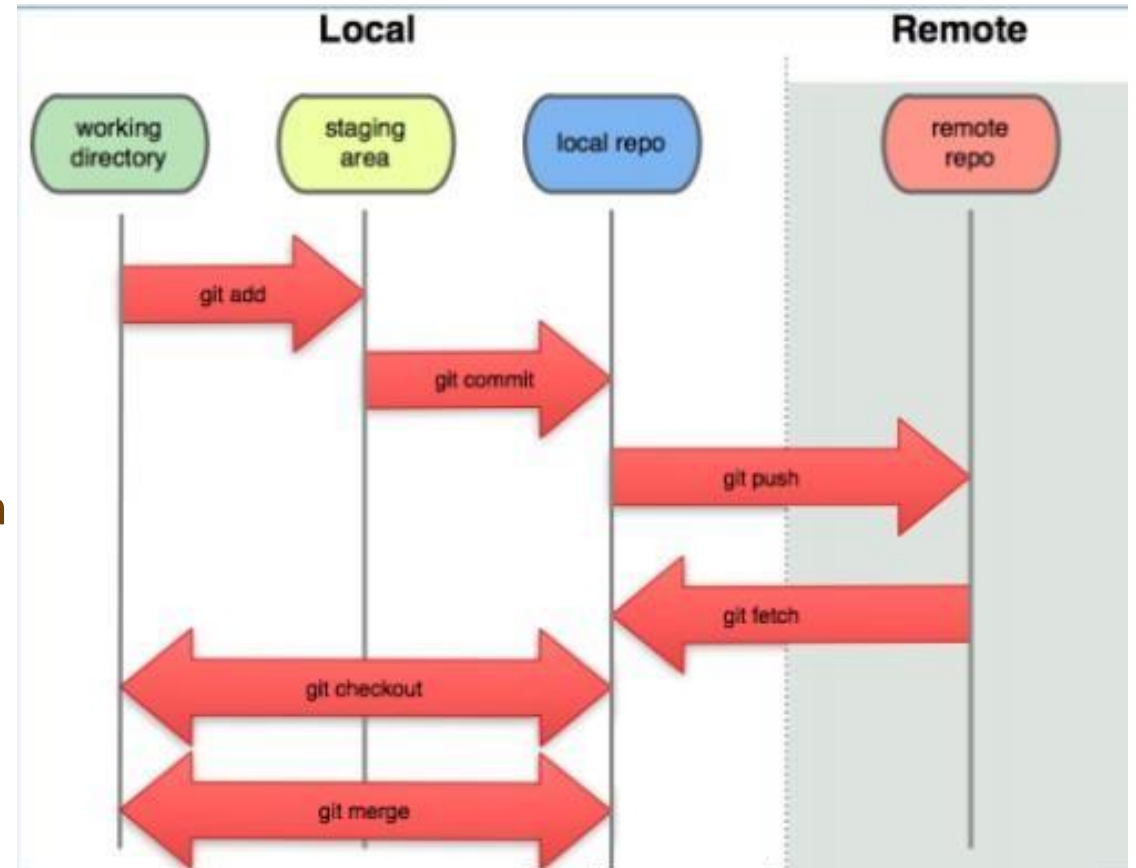 Local
Remote
working
directory
staging
area
local repo
remote
repo
git add
git commit
git push
n
git fetch
git checkout
git merge